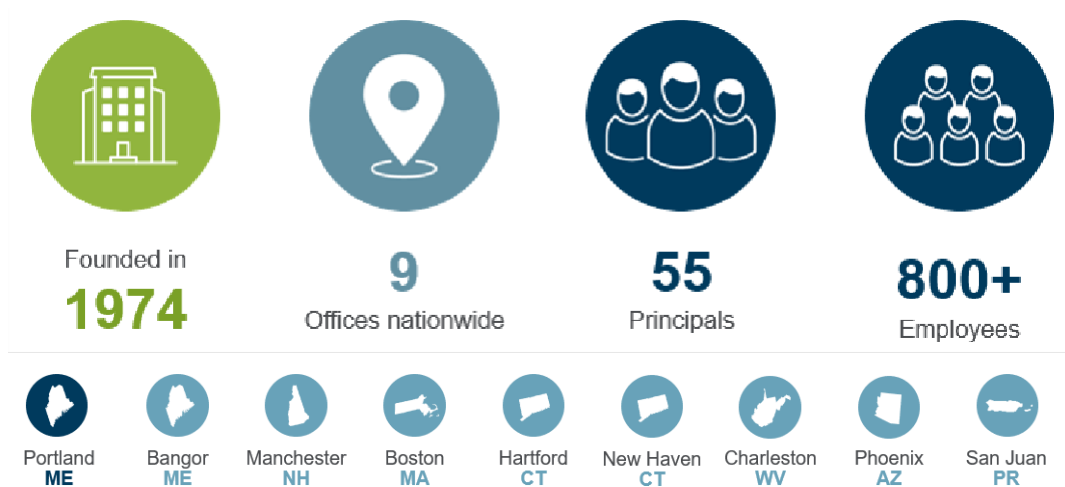 Founded in
1974
9
Offices nationwide
55
Principals
800+
Employees
Portland
ME
Bangor
ME
Manchester
NH
Boston
MA
Hartford
CT
New Haven
CT
Charleston
WV
Phoenix
AZ
San Juan
PR